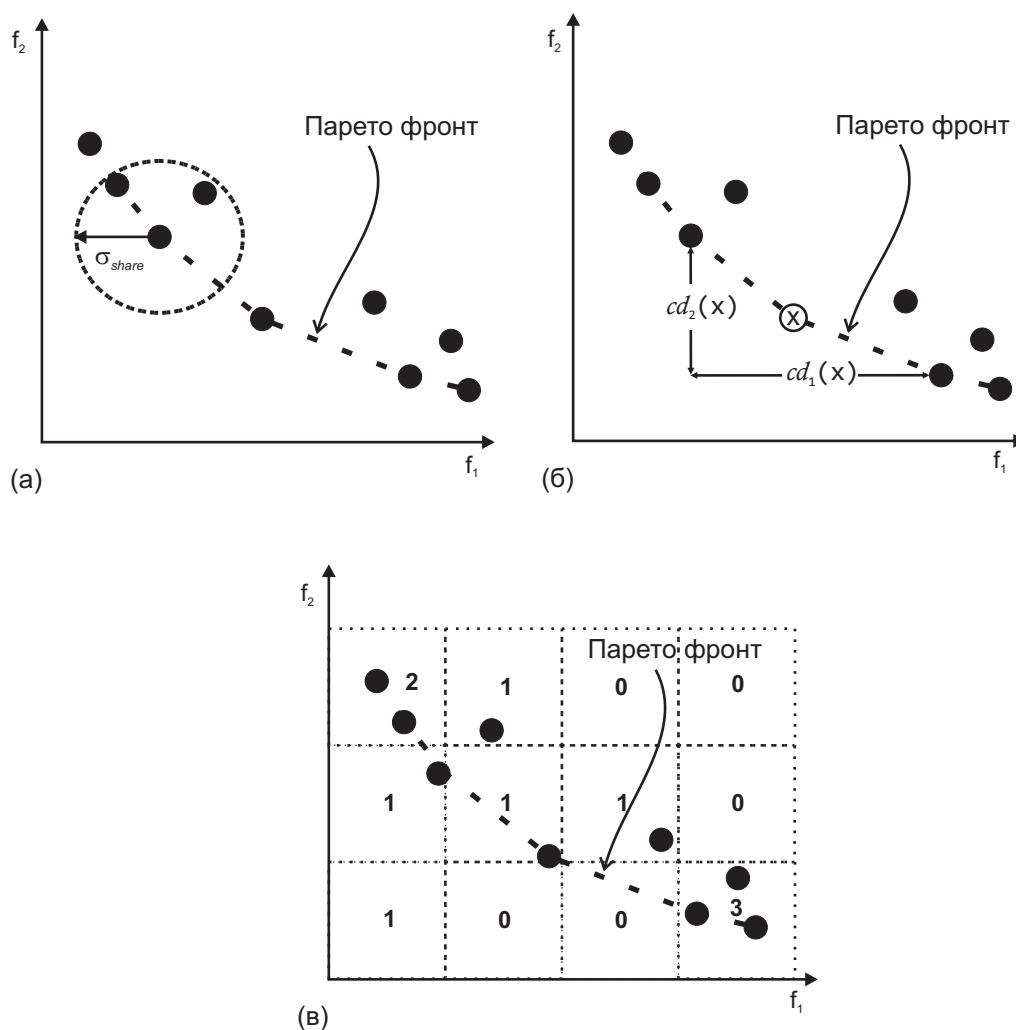 f₂
Парето фронт
σshare
f₁
(а)
f₂
Парето фронт
cd₂(x)
x
cd₁(x)
f₁
(б)
f₂
Парето фронт
2 1 0 0
1 1 1 0
1 0 0 3
f₁
(в)